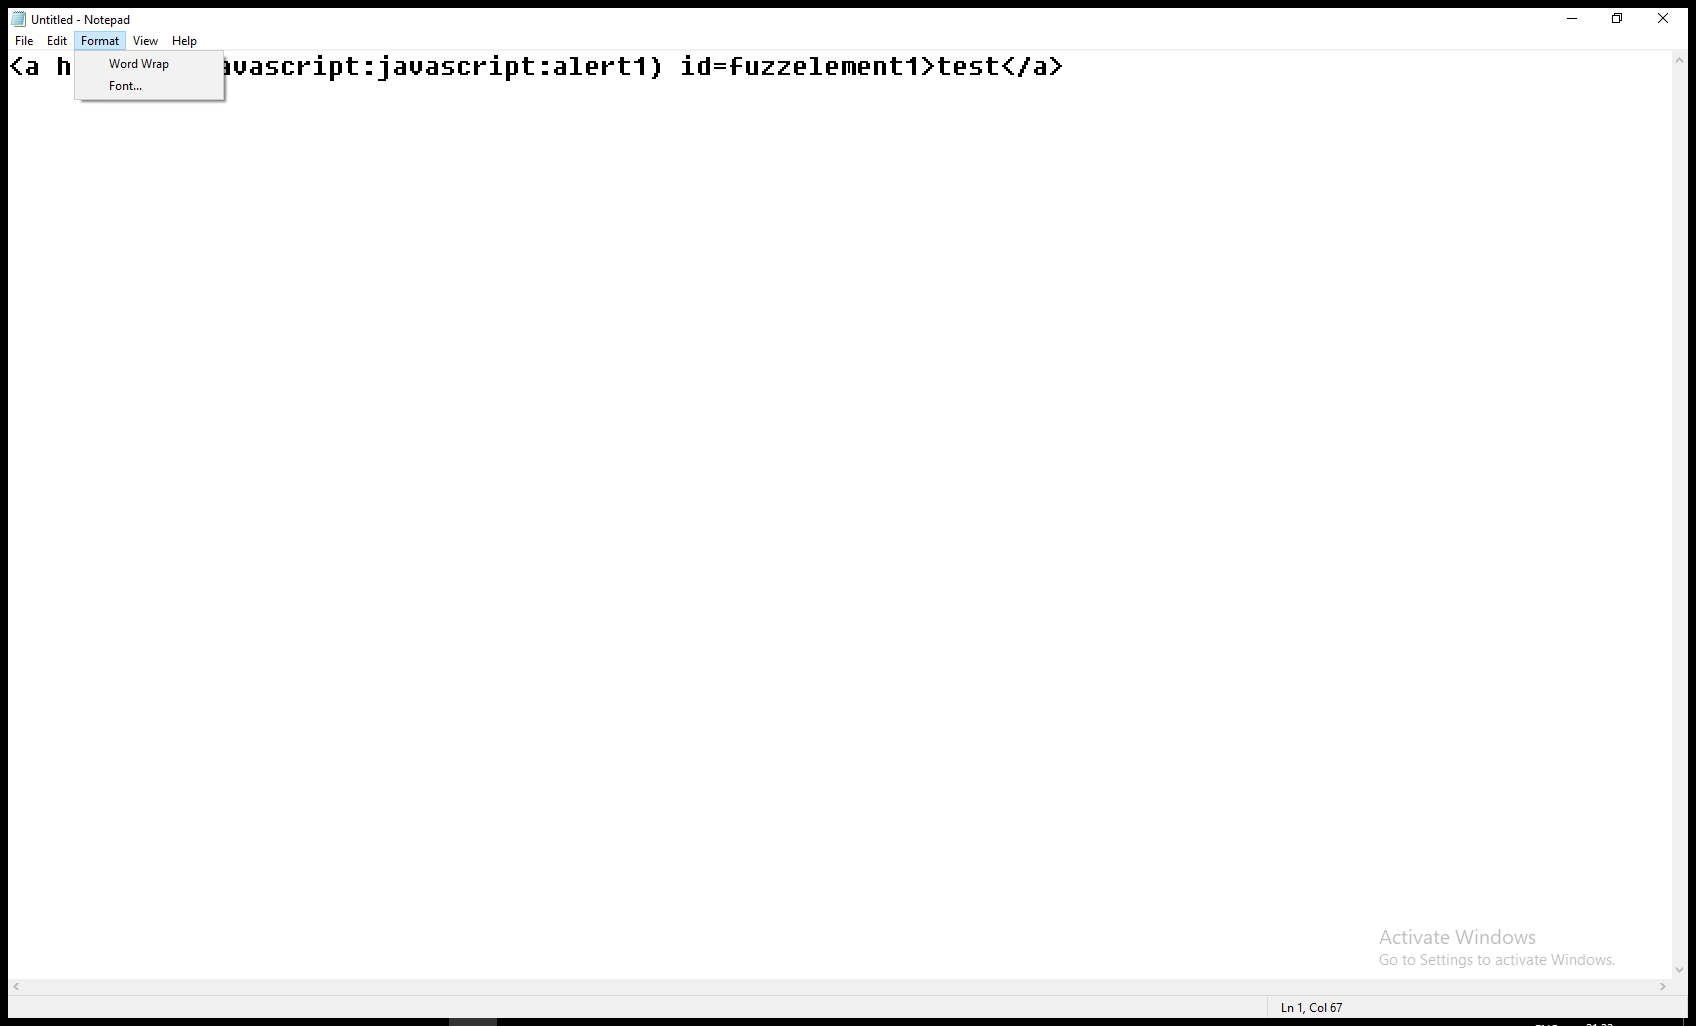 Untitled - Notepad
File Edit Format View Help
<a h avascript:javascript:alert1) id=fuzzelement1>test</a>
Word Wrap
Font...
Activate Windows
Go to Settings to activate Windows.
Ln 1, Col 67